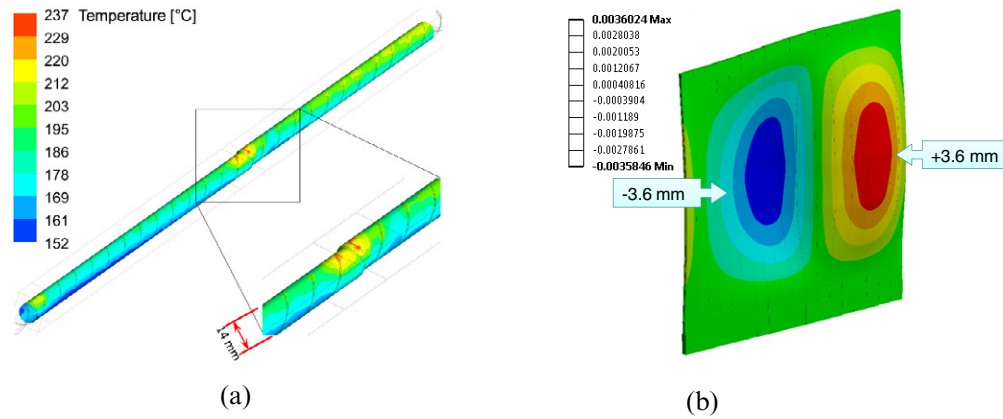 237 Temperature [°C]
229
220
212
203
195
186
178
169
161
152
14 mm
(a)
0.0036024 Max
0.0028038
0.0020053
0.0012067
0.00040816
-0.0003904
-0.001189
-0.0019875
-0.0027861
-0.0035846 Min
-3.6 mm
+3.6 mm
(b)